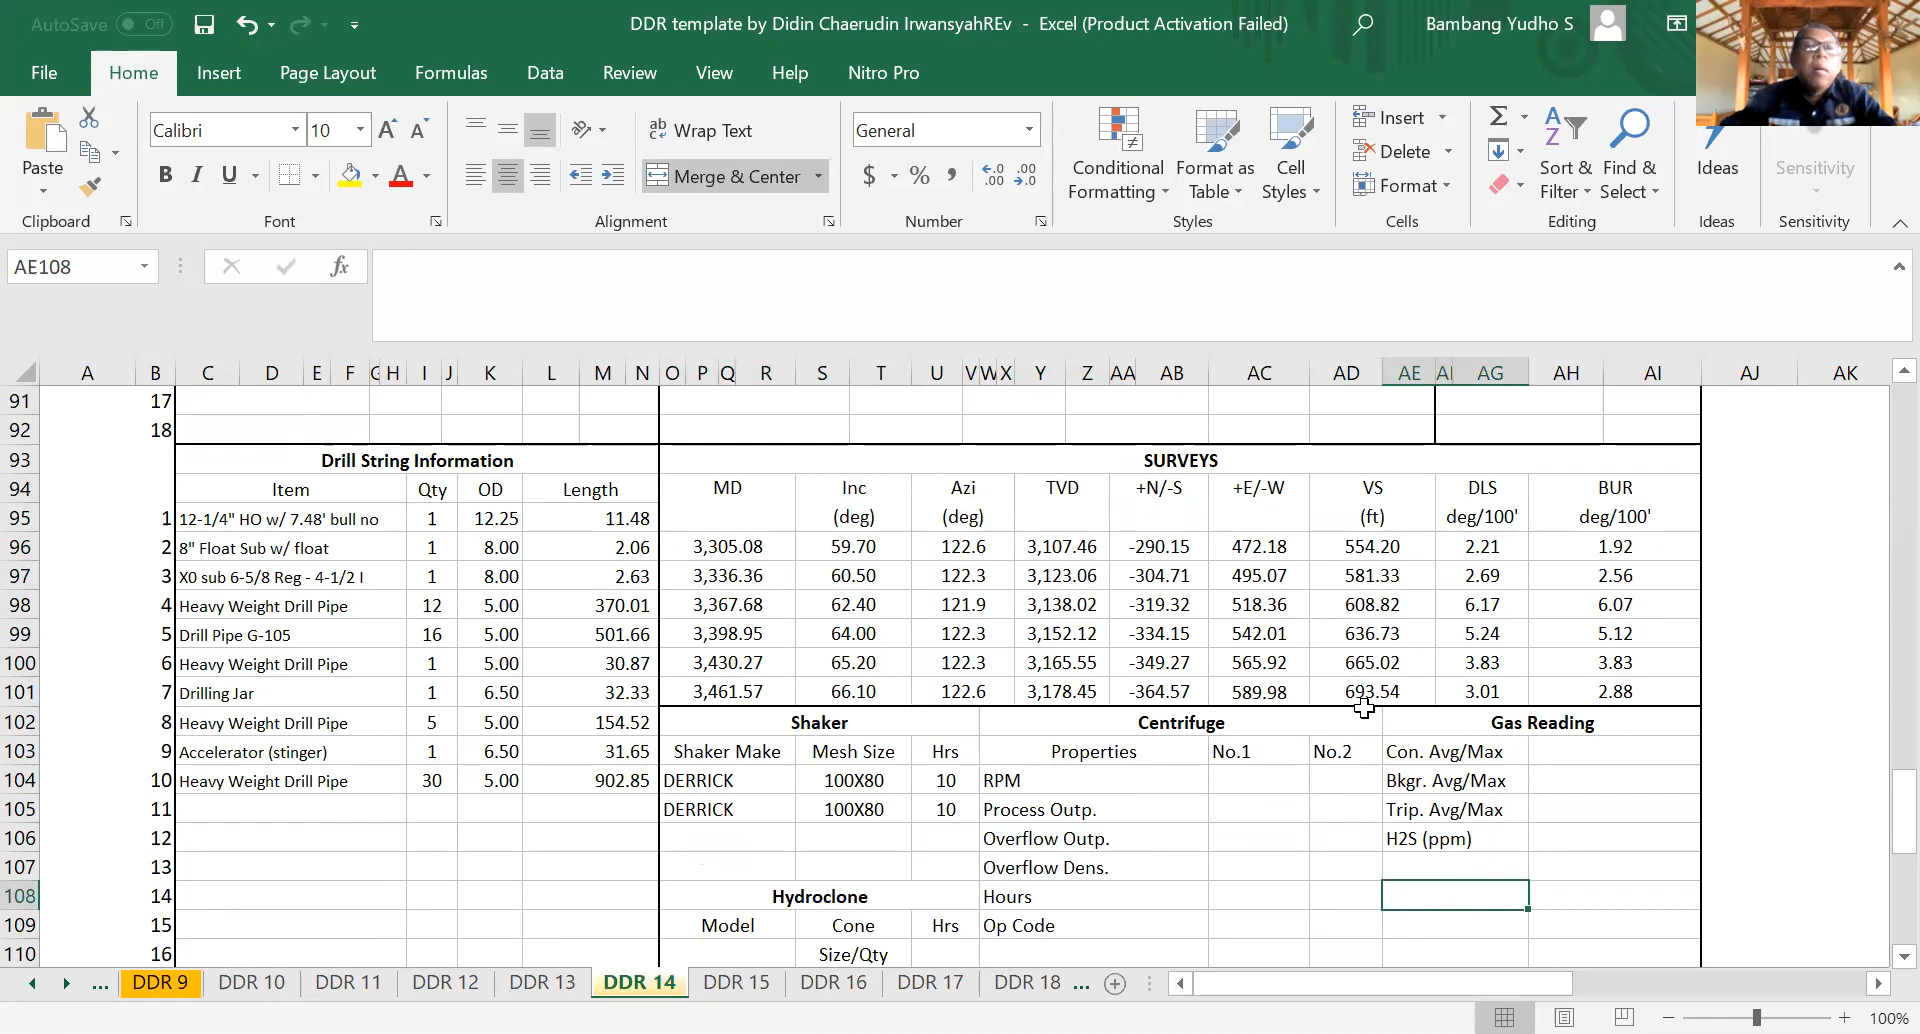 AutoSave Off
DDR template by Didin Chaerudin IrwansyahREv - Excel (Product Activation Failed)
Bambang Yudho S
File Home Insert Page Layout Formulas Data Review View Help Nitro Pro
Paste
Clipboard
Calibri 10
B I U
Font
ab Wrap Text
Merge & Center
Alignment
General
$ % ,
Number
Conditional Formatting
Format as Table
Cell Styles
Styles
Insert
Delete
Format
Cells
Sort & Filter
Find & Select
Editing
Ideas
Ideas
Sensitivity
Sensitivity
AE108 fx
A B C D E F G H I J K L M N O P Q R S T U V W X Y Z AA AB AC AD AE AG AH AI AJ AK
91 17
92 18
93 Drill String Information SURVEYS
94 Item Qty OD Length MD Inc Azi TVD +N/-S +E/-W VS DLS BUR
95 1 12-1/4" HO w/ 7.48' bull no 1 12.25 11.48 (deg) (deg) (ft) deg/100' deg/100'
96 2 8" Float Sub w/ float 1 8.00 2.06 3,305.08 59.70 122.6 3,107.46 -290.15 472.18 554.20 2.21 1.92
97 3 X0 sub 6-5/8 Reg - 4-1/2 I 1 8.00 2.63 3,336.36 60.50 122.3 3,123.06 -304.71 495.07 581.33 2.69 2.56
98 4 Heavy Weight Drill Pipe 12 5.00 370.01 3,367.68 62.40 121.9 3,138.02 -319.32 518.36 608.82 6.17 6.07
99 5 Drill Pipe G-105 16 5.00 501.66 3,398.95 64.00 122.3 3,152.12 -334.15 542.01 636.73 5.24 5.12
100 6 Heavy Weight Drill Pipe 1 5.00 30.87 3,430.27 65.20 122.3 3,165.55 -349.27 565.92 665.02 3.83 3.83
101 7 Drilling Jar 1 6.50 32.33 3,461.57 66.10 122.6 3,178.45 -364.57 589.98 693.54 3.01 2.88
102 8 Heavy Weight Drill Pipe 5 5.00 154.52 Shaker Centrifuge Gas Reading
103 9 Accelerator (stinger) 1 6.50 31.65 Shaker Make Mesh Size Hrs Properties No.1 No.2 Con. Avg/Max
104 10 Heavy Weight Drill Pipe 30 5.00 902.85 DERRICK 100X80 10 RPM Bkgr. Avg/Max
105 11 DERRICK 100X80 10 Process Outp. Trip. Avg/Max
106 12 Overflow Outp. H2S (ppm)
107 13 Overflow Dens.
108 14 Hydroclone Hours
109 15 Model Cone Hrs Op Code
110 16 Size/Qty
... DDR 9 DDR 10 DDR 11 DDR 12 DDR 13 DDR 14 DDR 15 DDR 16 DDR 17 DDR 18 ...
100%